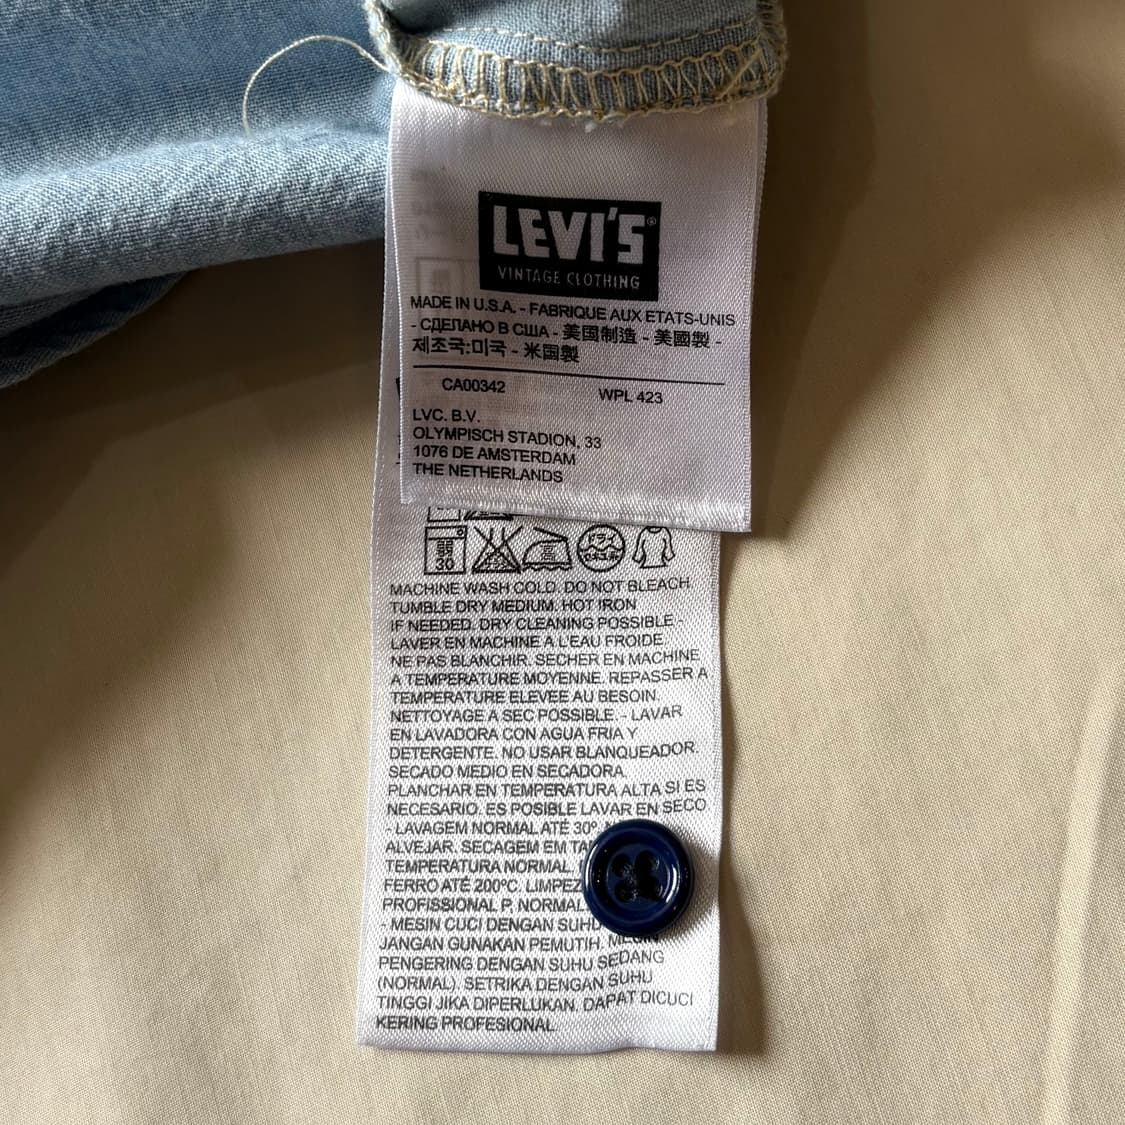 LEVI'S®
VINTAGE CLOTHING
MADE IN U.S.A. - FABRIQUE AUX ETATS-UNIS
- СДЕЛАНО В США - 美国制造 - 美國製 -
제조국:미국 - 米国製
CA00342 WPL 423
LVC. B.V.
OLYMPISCH STADION, 33
1076 DE AMSTERDAM
THE NETHERLANDS
弱 ドライ
30
MACHINE WASH COLD. DO NOT BLEACH
TUMBLE DRY MEDIUM. HOT IRON
IF NEEDED. DRY CLEANING POSSIBLE -
LAVER EN MACHINE A L'EAU FROIDE
NE PAS BLANCHIR. SECHER EN MACHINE
A TEMPERATURE MOYENNE. REPASSER A
TEMPERATURE ELEVEE AU BESOIN.
NETTOYAGE A SEC POSSIBLE. - LAVAR
EN LAVADORA CON AGUA FRIA Y
DETERGENTE. NO USAR BLANQUEADOR.
SECADO MEDIO EN SECADORA.
PLANCHAR EN TEMPERATURA ALTA SI ES
NECESARIO. ES POSIBLE LAVAR EN SECO
- LAVAGEM NORMAL ATÉ 30º.
ALVEJAR. SECAGEM EM
TEMPERATURA NORMAL.
FERRO ATÉ 200ºC.
PROFISSIONAL P. NORMAL.
- MESIN CUCI DENGAN
JANGAN GUNAKAN PEMUTIH. MESIN
PENGERING DENGAN SUHU SEDANG
(NORMAL). SETRIKA DENGAN SUHU
TINGGI JIKA DIPERLUKAN. DAPAT DICUCI
KERING PROFESIONAL.